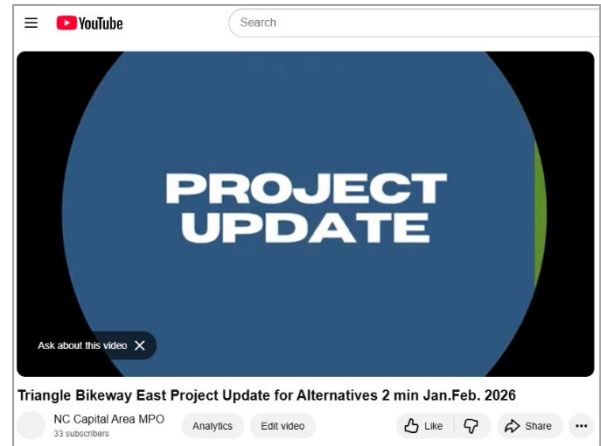 YouTube
Search
PROJECT
UPDATE
Ask about this video
Triangle Bikeway East Project Update for Alternatives 2 min Jan.Feb. 2026
NC Capital Area MPO
33 subscribers
Analytics
Edit video
Like
Share